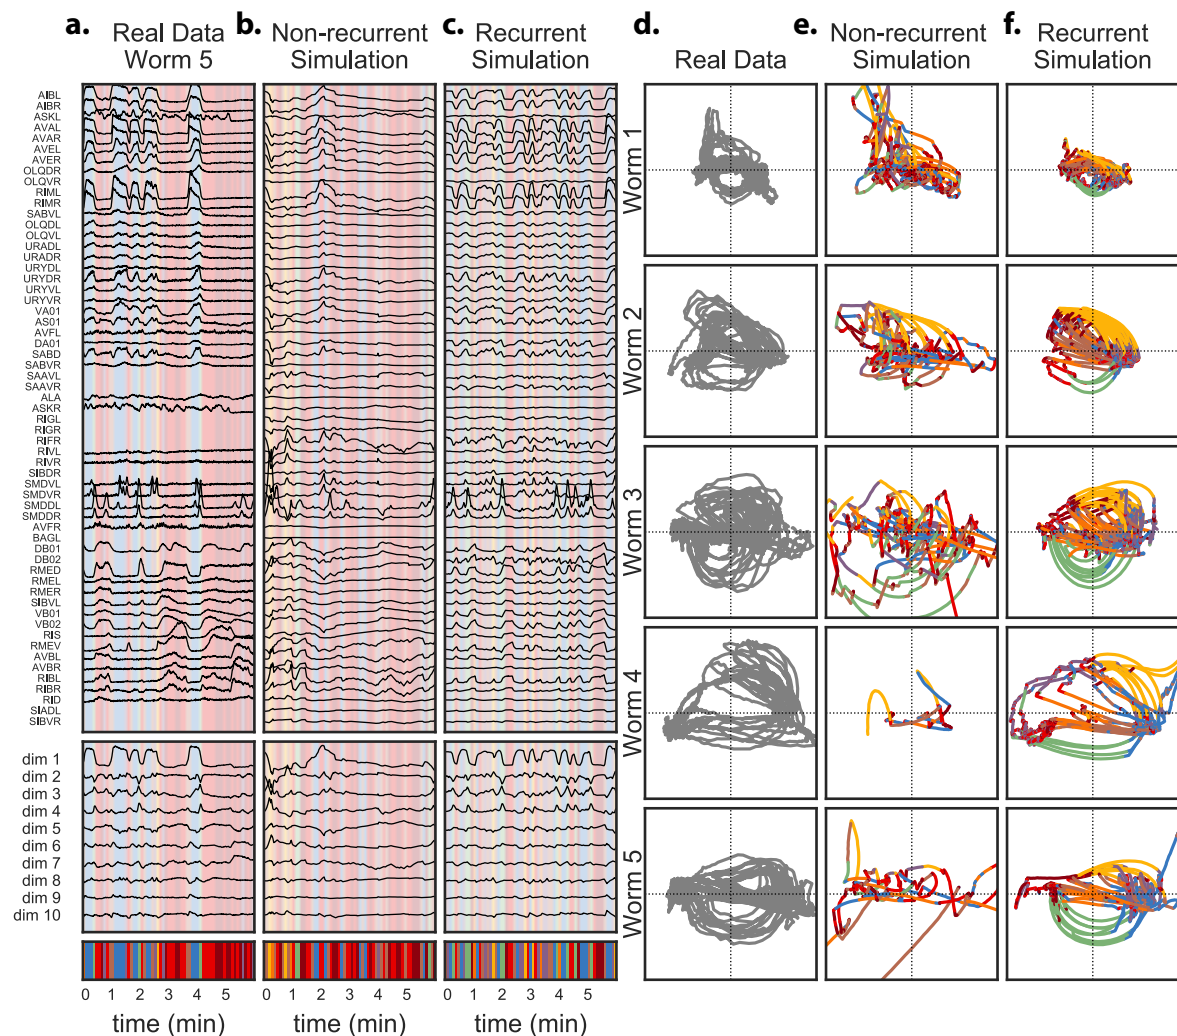 a.
Real Data
Worm 5
b.
Non-recurrent
Simulation
c.
Recurrent
Simulation
d.
Real Data
e.
Non-recurrent
Simulation
f.
Recurrent
Simulation
AIBL
AIBR
ASKL
AVAL
AVAR
AVEL
AVER
OLQDR
OLQVR
RIML
RIMR
SABVL
OLQDL
OLQVL
URADL
URADR
URYDL
URYDR
URYVL
URYVR
VA01
AS01
AVFL
DA01
SABD
SABVR
SAAVL
SAAVR
ALA
ASKR
RIGL
RIGR
RIFR
RIVL
RIVR
SIBDR
SMDVL
SMDVR
SMDDL
SMDDR
AVFR
BAGL
DB01
DB02
RMED
RMEL
RMER
SIBVL
VB01
VB02
RIS
RMEV
AVBL
AVBR
RIBL
RIBR
RID
SIADL
SIBVR
dim 1
dim 2
dim 3
dim 4
dim 5
dim 6
dim 7
dim 8
dim 9
dim 10
0 1 2 3 4 5
time (min)
0 1 2 3 4 5
time (min)
0 1 2 3 4 5
time (min)
Worm 1
Worm 2
Worm 3
Worm 4
Worm 5